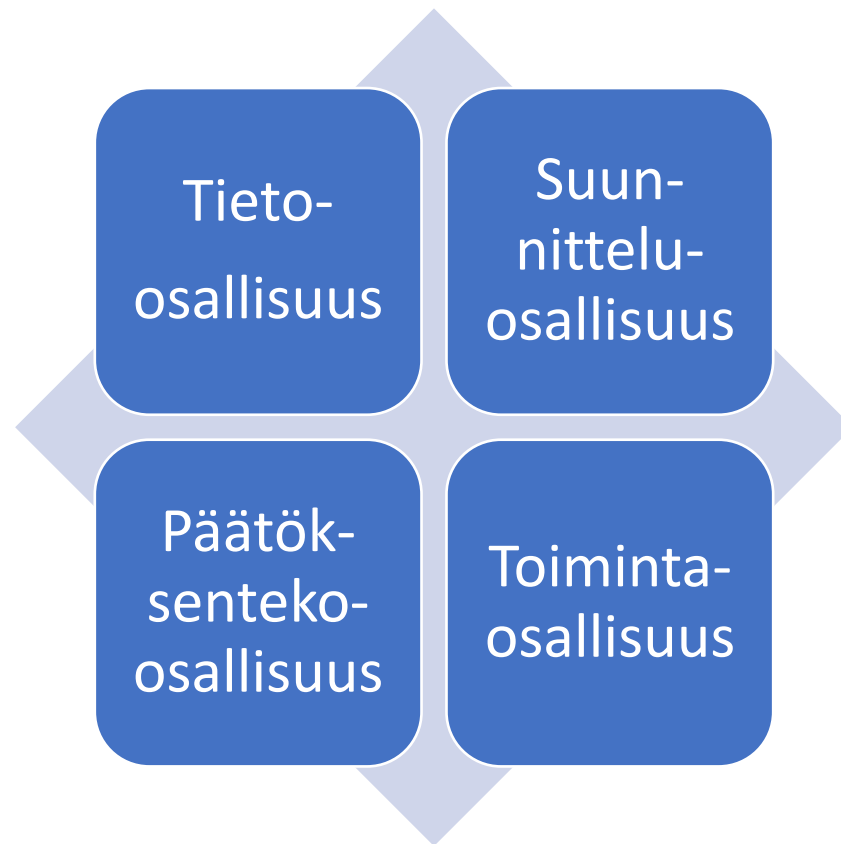 Tieto-
osallisuus
Suun-
nittelu-
osallisuus
Päätök-
senteko-
osallisuus
Toiminta-
osallisuus